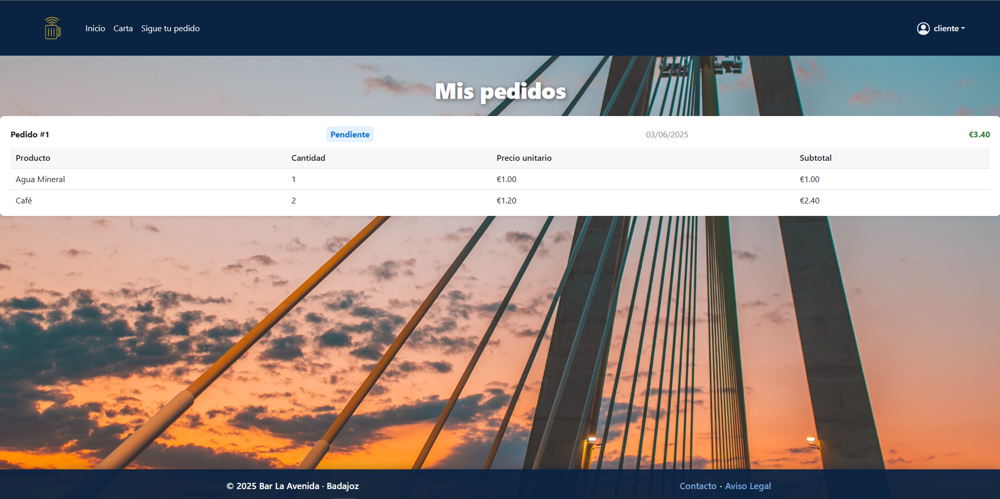 Inicio Carta Sigue tu pedido cliente
Mis pedidos
Pedido #1 Pendiente 03/06/2025 €3.40
Producto Cantidad Precio unitario Subtotal
Agua Mineral 1 €1.00 €1.00
Café 2 €1.20 €2.40
© 2025 Bar La Avenida · Badajoz Contacto · Aviso Legal